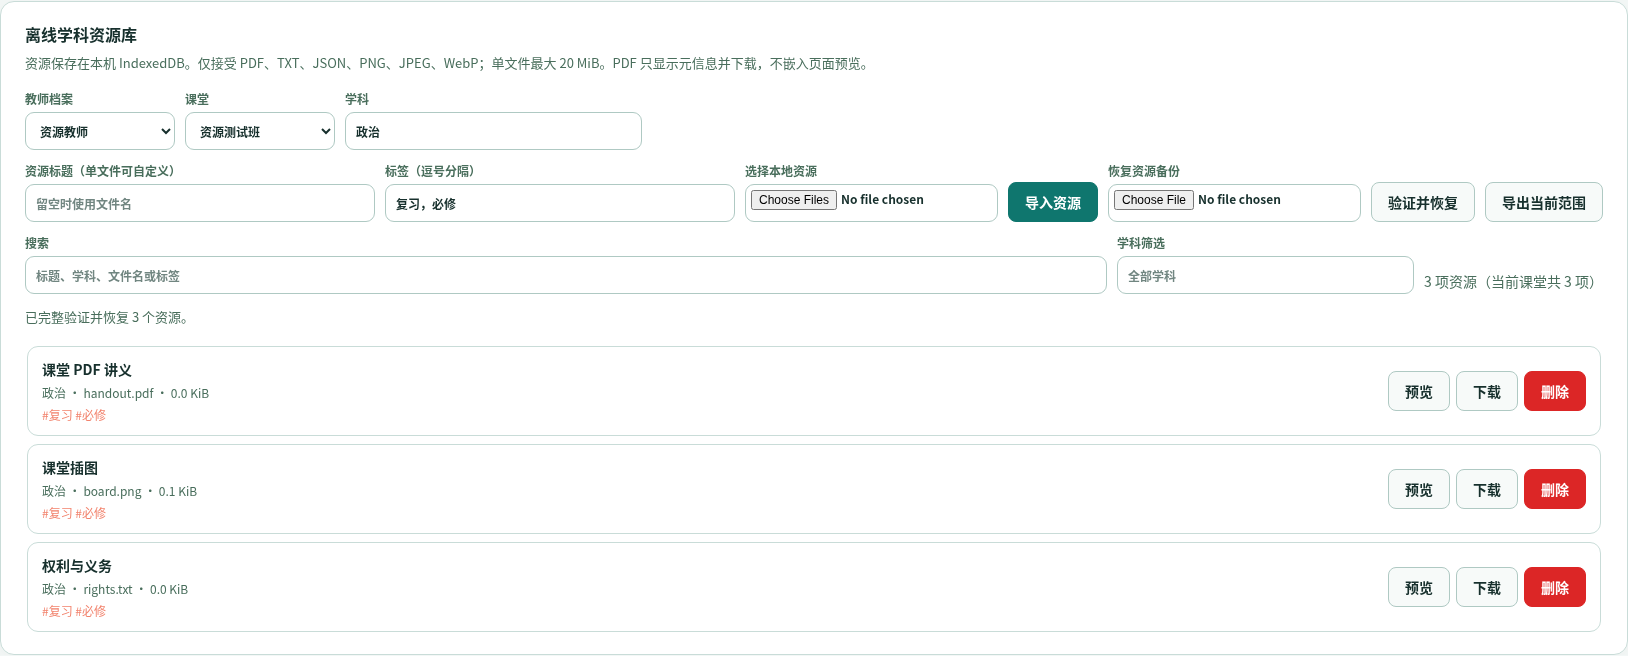 离线学科资源库
资源保存在本机 IndexedDB。仅接受 PDF、TXT、JSON、PNG、JPEG、WebP；单文件最大 20 MiB。PDF 只显示元信息并下载，不嵌入页面预览。
教师档案 课堂 学科
资源教师 资源测试班 政治
资源标题（单文件可自定义） 标签（逗号分隔） 选择本地资源 恢复资源备份
留空时使用文件名 复习，必修 Choose Files No file chosen 导入资源 Choose File No file chosen 验证并恢复 导出当前范围
搜索 学科筛选
标题、学科、文件名或标签 全部学科 3 项资源（当前课堂共 3 项）
已完整验证并恢复 3 个资源。
课堂 PDF 讲义
政治 · handout.pdf · 0.0 KiB
#复习 #必修
预览 下载 删除
课堂插图
政治 · board.png · 0.1 KiB
#复习 #必修
预览 下载 删除
权利与义务
政治 · rights.txt · 0.0 KiB
#复习 #必修
预览 下载 删除